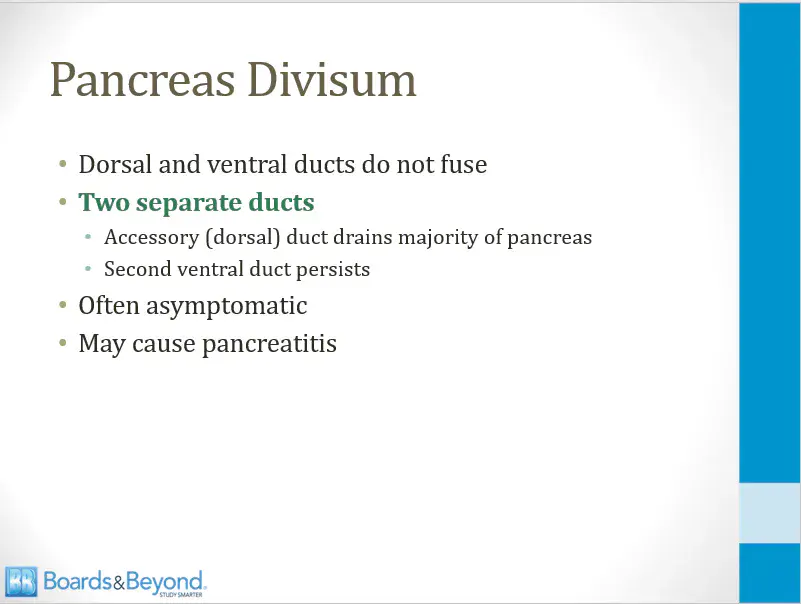 Pancreas Divisum
• Dorsal and ventral ducts do not fuse
• Two separate ducts
• Accessory (dorsal) duct drains majority of pancreas
• Second ventral duct persists
• Often asymptomatic
• May cause pancreatitis
BB Boards&Beyond.
STUDY SMARTER